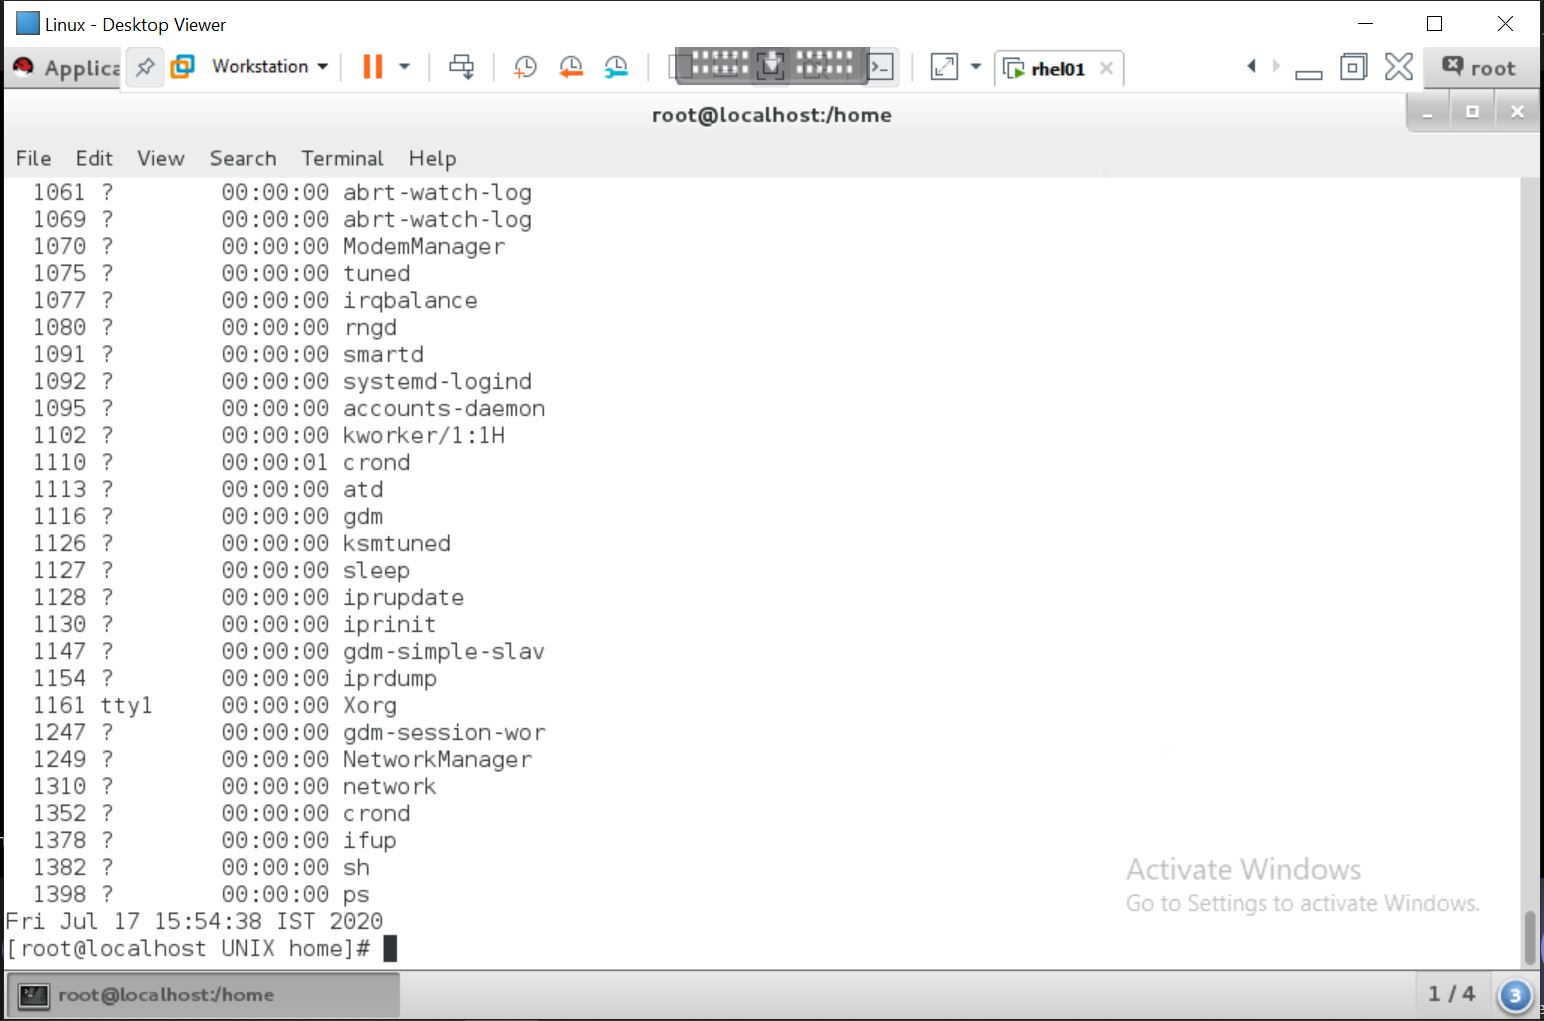 Linux - Desktop Viewer
Applica
Workstation
rhel01
root
root@localhost:/home
File Edit View Search Terminal Help
1061 ? 00:00:00 abrt-watch-log
1069 ? 00:00:00 abrt-watch-log
1070 ? 00:00:00 ModemManager
1075 ? 00:00:00 tuned
1077 ? 00:00:00 irqbalance
1080 ? 00:00:00 rngd
1091 ? 00:00:00 smartd
1092 ? 00:00:00 systemd-logind
1095 ? 00:00:00 accounts-daemon
1102 ? 00:00:00 kworker/1:1H
1110 ? 00:00:01 crond
1113 ? 00:00:00 atd
1116 ? 00:00:00 gdm
1126 ? 00:00:00 ksmtuned
1127 ? 00:00:00 sleep
1128 ? 00:00:00 iprupdate
1130 ? 00:00:00 iprinit
1147 ? 00:00:00 gdm-simple-slav
1154 ? 00:00:00 iprdump
1161 tty1 00:00:00 Xorg
1247 ? 00:00:00 gdm-session-wor
1249 ? 00:00:00 NetworkManager
1310 ? 00:00:00 network
1352 ? 00:00:00 crond
1378 ? 00:00:00 ifup
1382 ? 00:00:00 sh
1398 ? 00:00:00 ps
Fri Jul 17 15:54:38 IST 2020
[root@localhost UNIX home]#
Activate Windows
Go to Settings to activate Windows.
root@localhost:/home
1 / 4
3